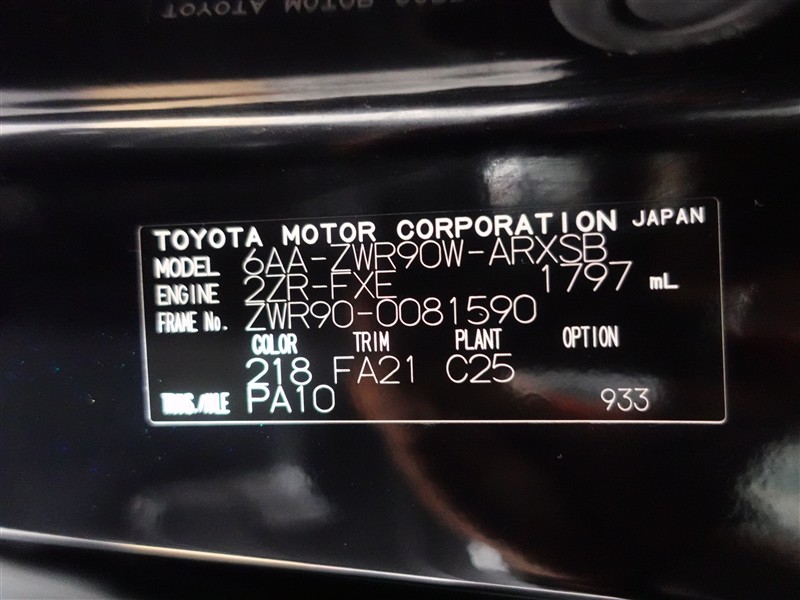 TOYOTA MOTOR CORPORATION JAPAN
MODEL 6AA-ZWR90W-ARXSB
ENGINE 2ZR-FXE 1797 mL
FRAME No. ZWR90-0081590
COLOR TRIM PLANT OPTION
218 FA21 C25
TRANS./AXLE PA10 933